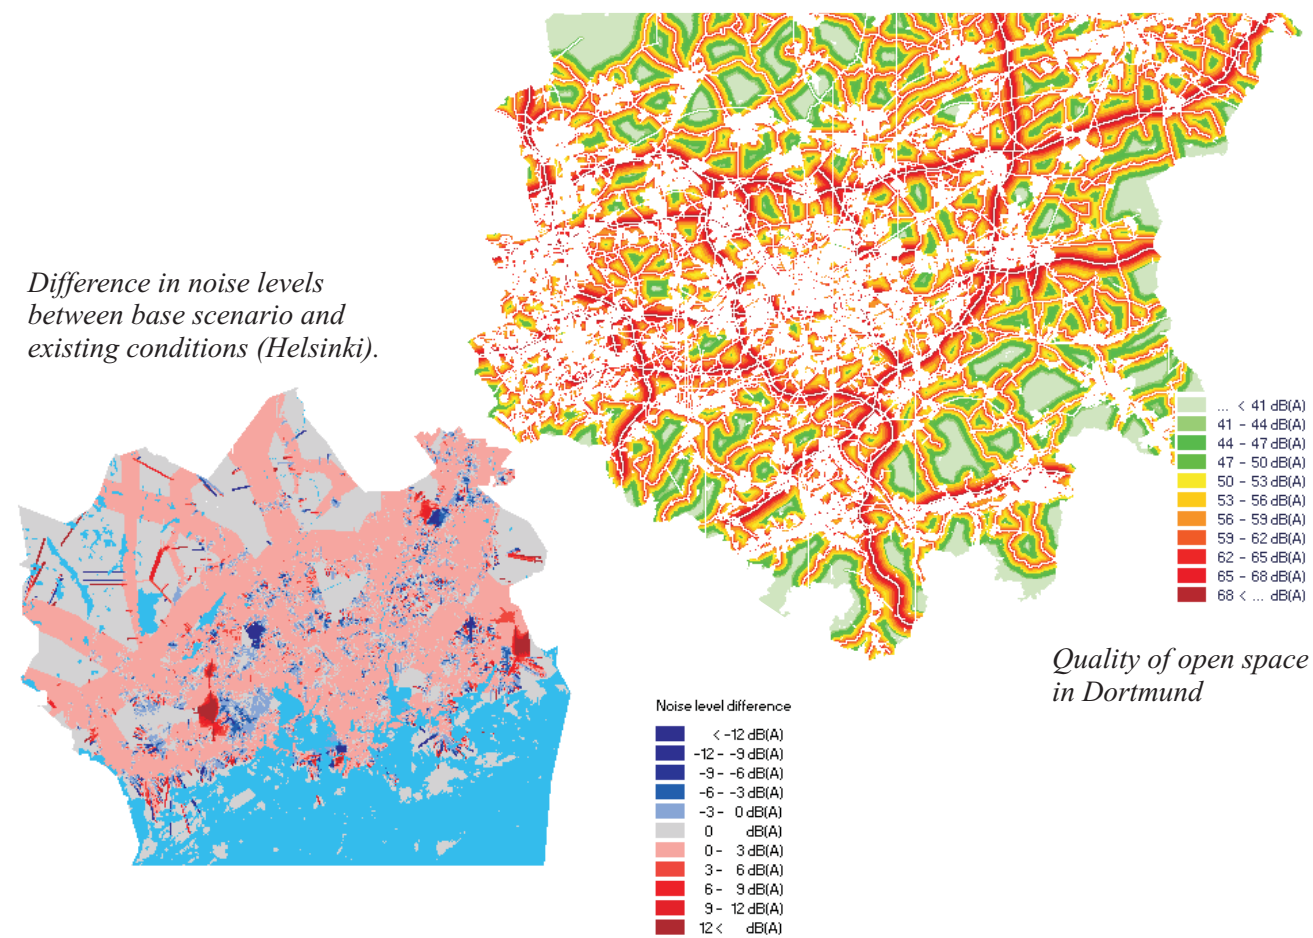 Difference in noise levels
between base scenario and
existing conditions (Helsinki).
... < 41 dB(A)
41 - 44 dB(A)
44 - 47 dB(A)
47 - 50 dB(A)
50 - 53 dB(A)
53 - 56 dB(A)
56 - 59 dB(A)
59 - 62 dB(A)
62 - 65 dB(A)
65 - 68 dB(A)
68 < ... dB(A)
Quality of open space
in Dortmund
Noise level difference
< -12 dB(A)
-12 - -9 dB(A)
-9 - -6 dB(A)
-6 - -3 dB(A)
-3 - 0 dB(A)
0 dB(A)
0 - 3 dB(A)
3 - 6 dB(A)
6 - 9 dB(A)
9 - 12 dB(A)
12 < dB(A)